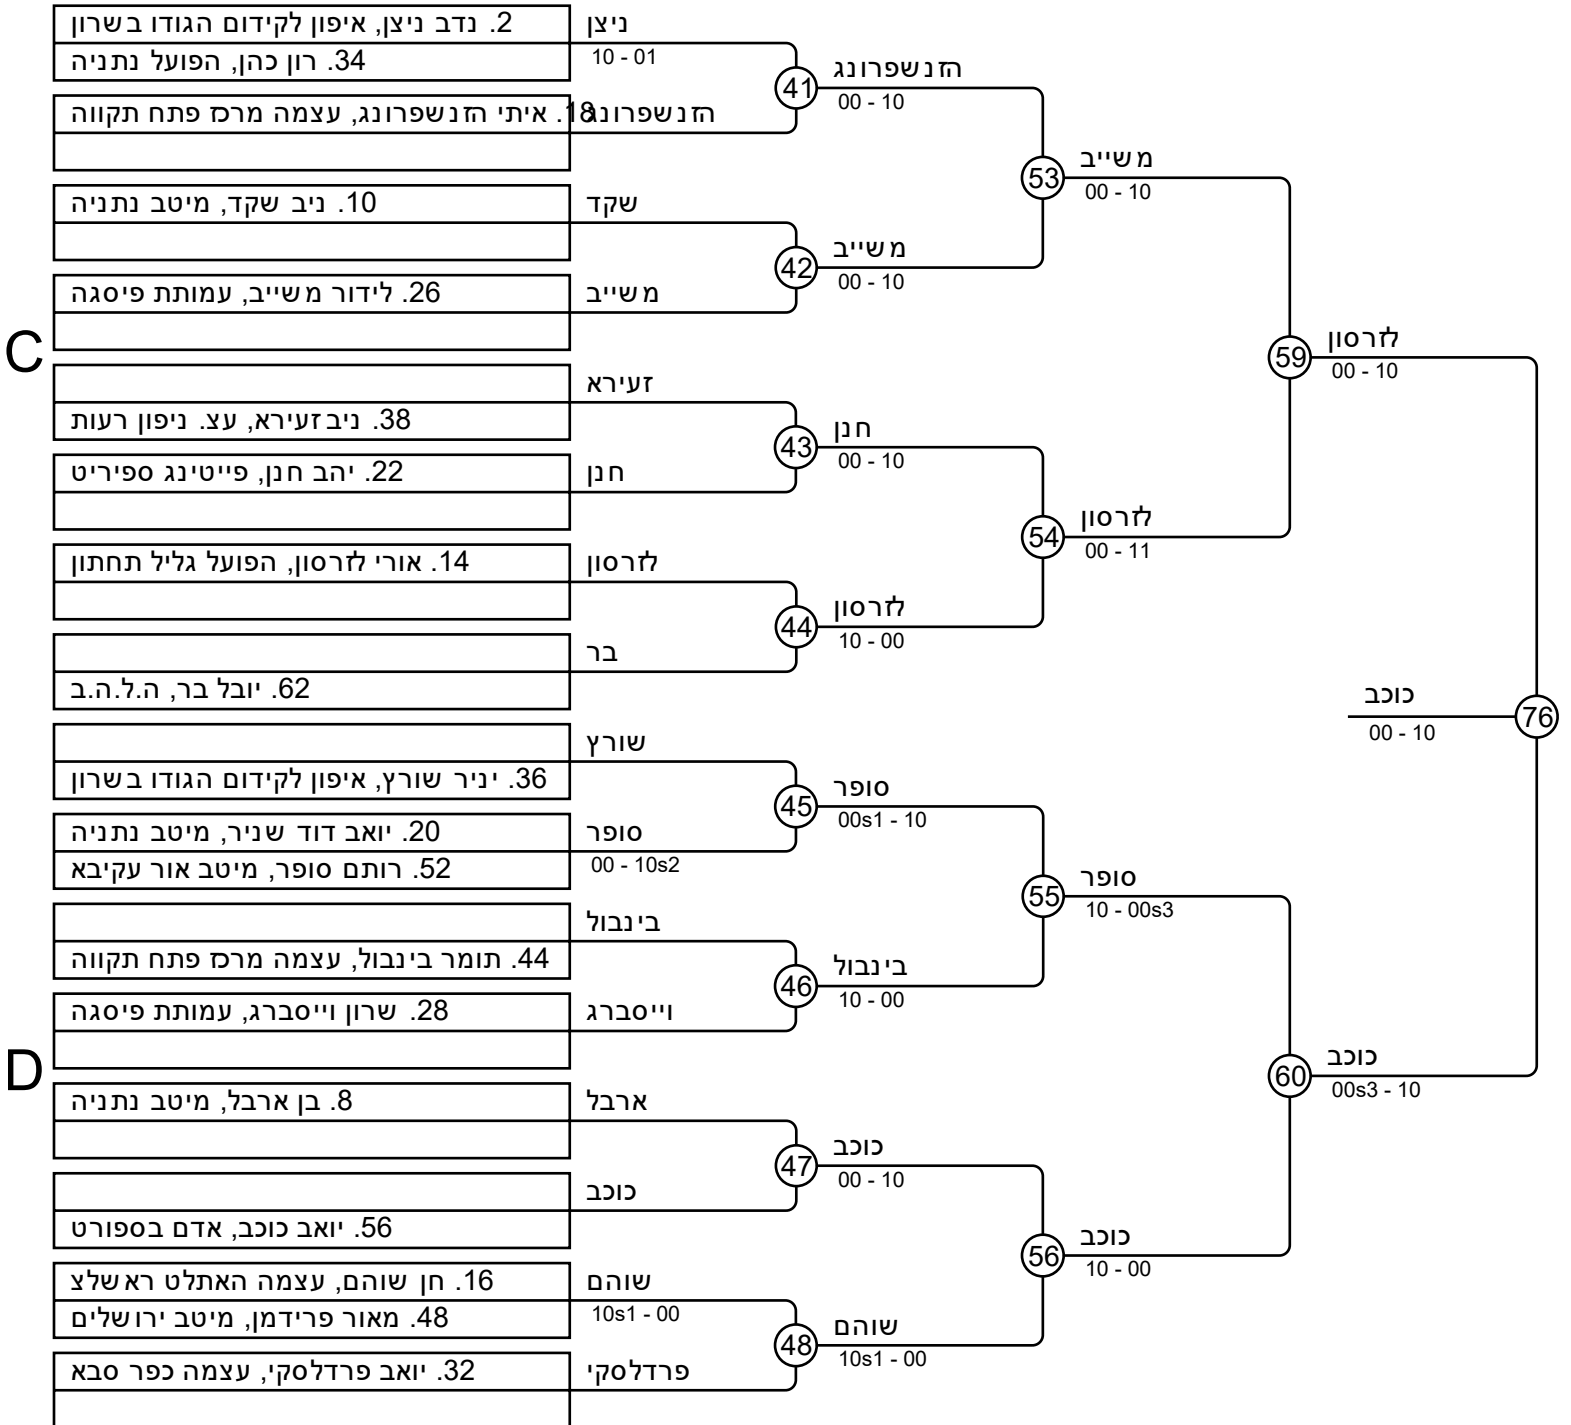 2. נדב ניצן, איפון לקידום הגודו בשרון
34. רון כהן, הפועל נתניה
ניצן
10 - 01
18. איתי הזנשפרונג, עצמה מרכז פתח תקווה
הזנשפרונג
41
הזנשפרונג
00 - 10
10. ניב שקד, מיטב נתניה
שקד
26. לידור משייב, עמותת פיסגה
משייב
42
משייב
00 - 10
53
משייב
00 - 10
C
זעירא
38. ניב זעירא, עצ. ניפון רעות
22. יהב חנן, פייטינג ספיריט
חנן
43
חנן
00 - 10
14. אורי לזרסון, הפועל גליל תחתון
לזרסון
בר
62. יובל בר, ה.ל.ה.ב
44
לזרסון
10 - 00
54
לזרסון
00 - 11
59
לזרסון
00 - 10
שורץ
36. יניר שורץ, איפון לקידום הגודו בשרון
20. יואב דוד שניר, מיטב נתניה
52. רותם סופר, מיטב אור עקיבא
סופר
00 - 10s2
45
סופר
00s1 - 10
בינבול
44. תומר בינבול, עצמה מרכז פתח תקווה
28. שרון וייסברג, עמותת פיסגה
וייסברג
46
בינבול
10 - 00
55
סופר
10 - 00s3
D
8. בן ארבל, מיטב נתניה
ארבל
כוכב
56. יואב כוכב, אדם בספורט
47
כוכב
00 - 10
16. חן שוהם, עצמה האתלט ראשלצ
48. מאור פרידמן, מיטב ירושלים
שוהם
10s1 - 00
32. יואב פרדלסקי, עצמה כפר סבא
פרדלסקי
48
שוהם
10s1 - 00
56
כוכב
10 - 00
60
כוכב
00s3 - 10
76
כוכב
00 - 10